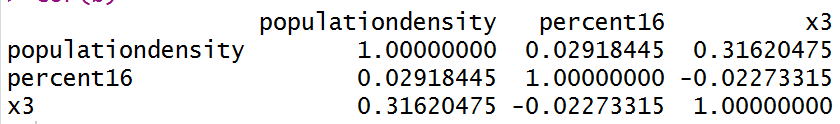 populationdensity percent16 x3
populationdensity 1.00000000 0.02918445 0.31620475
percent16 0.02918445 1.00000000 -0.02273315
x3 0.31620475 -0.02273315 1.00000000